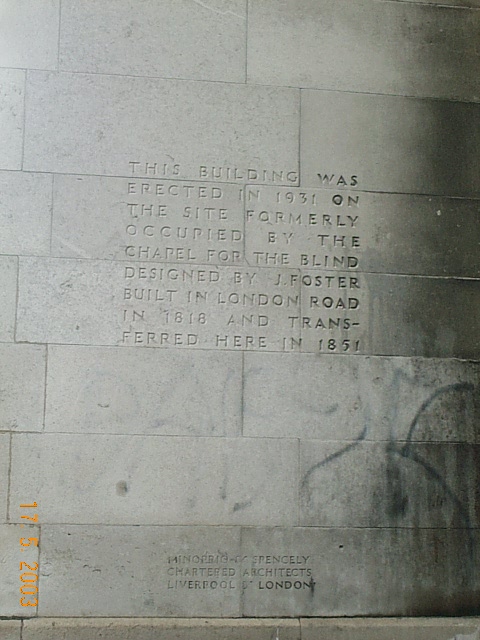 THIS BUILDING WAS
ERECTED IN 1931 ON
THE SITE FORMERLY
OCCUPIED BY THE
CHAPEL FOR THE BLIND
DESIGNED BY J. FOSTER
BUILT IN LONDON ROAD
IN 1818 AND TRANS-
FERRED HERE IN 1851
MINOPRIO & SPENCELY
CHARTERED ARCHITECTS
LIVERPOOL & LONDON
17 5 2003